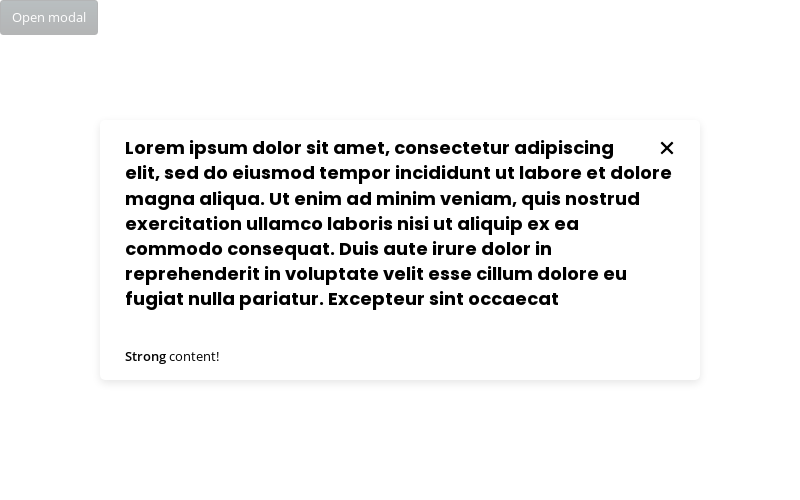 Open modal
Lorem ipsum dolor sit amet, consectetur adipiscing
elit, sed do eiusmod tempor incididunt ut labore et dolore
magna aliqua. Ut enim ad minim veniam, quis nostrud
exercitation ullamco laboris nisi ut aliquip ex ea
commodo consequat. Duis aute irure dolor in
reprehenderit in voluptate velit esse cillum dolore eu
fugiat nulla pariatur. Excepteur sint occaecat
Strong content!